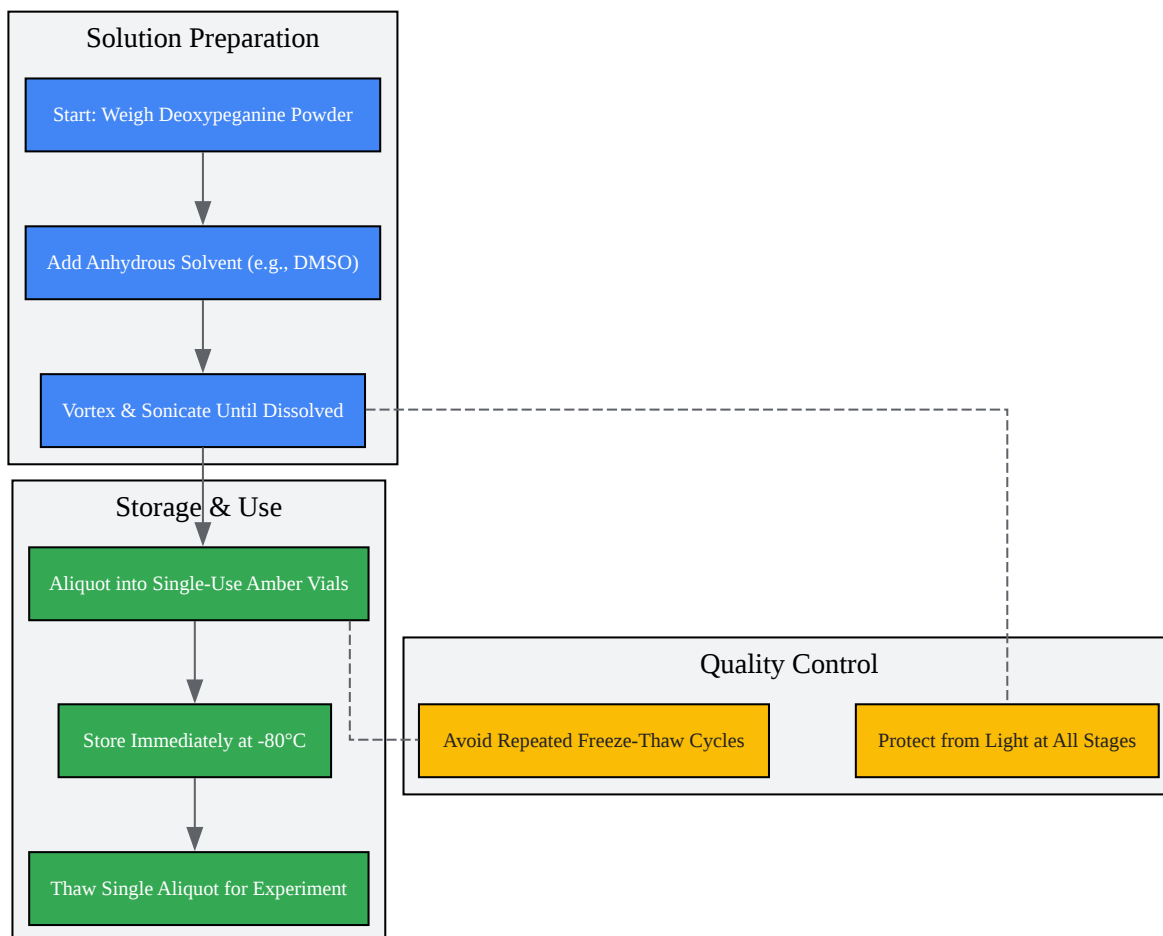 Solution Preparation
Start: Weigh Deoxypeganine Powder
Add Anhydrous Solvent (e.g., DMSO)
Vortex & Sonicate Until Dissolved
Storage & Use
Aliquot into Single-Use Amber Vials
Store Immediately at -80°C
Thaw Single Aliquot for Experiment
Quality Control
Avoid Repeated Freeze-Thaw Cycles
Protect from Light at All Stages